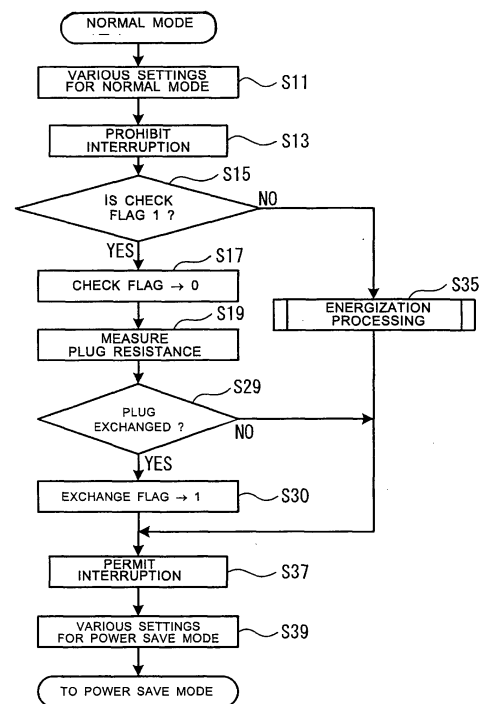 NORMAL MODE
VARIOUS SETTINGS
FOR NORMAL MODE
S11
PROHIBIT
INTERRUPTION
S13
S15
IS CHECK
FLAG 1 ?
NO
YES
S17
CHECK FLAG → 0
S35
ENERGIZATION
PROCESSING
S19
MEASURE
PLUG RESISTANCE
S29
PLUG
EXCHANGED ?
NO
YES
EXCHANGE FLAG → 1
S30
PERMIT
INTERRUPTION
S37
VARIOUS SETTINGS
FOR POWER SAVE MODE
S39
TO POWER SAVE MODE